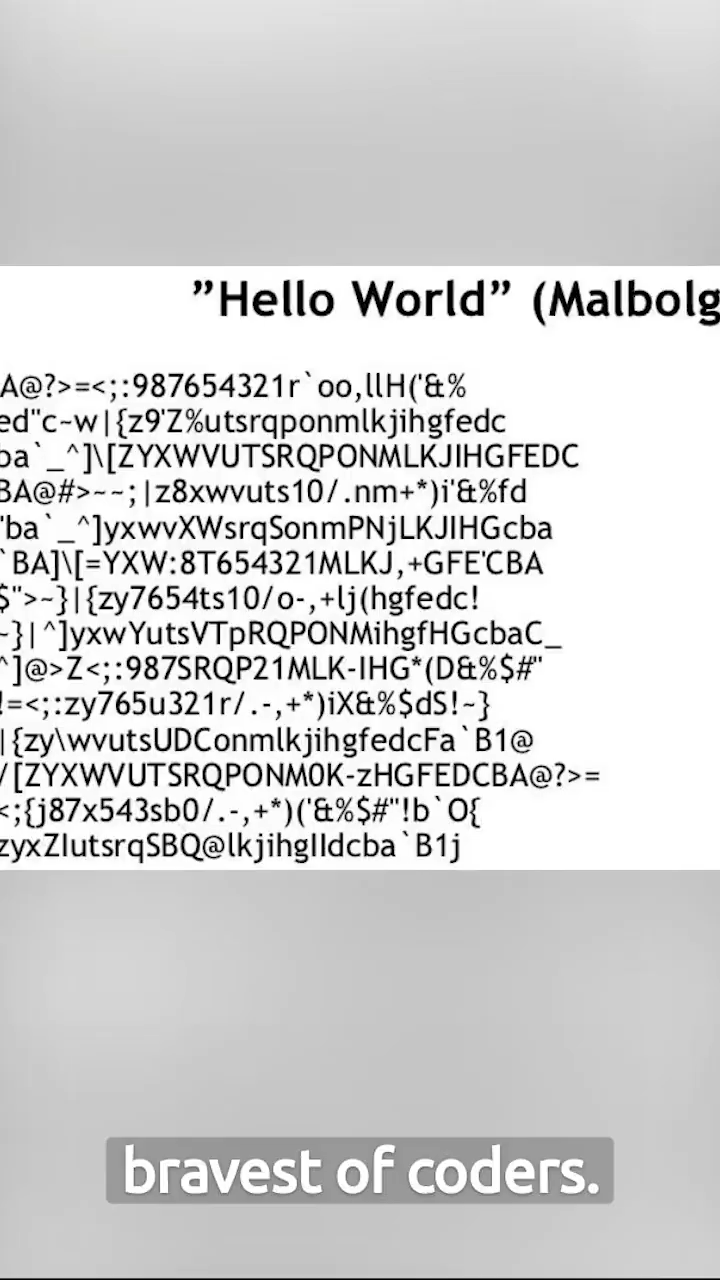 ”Hello World” (Malbolg
A@?>=<;:987654321r`oo,llH('&%
ed"c~w|{z9'Z%utsrqponmlkjihgfedc
ba`_^]\[ZYXWVUTSRQPONMLKJIHGFEDC
BA@#>~~;|z8xwvuts10/.nm+*)i'&%fd
'ba`_^]yxwvXWsrqSonmPNjLKJIHGcba
`BA]\[=YXW:8T654321MLKJ,+GFE'CBA
$">~}|{zy7654ts10/o-,+lj(hgfedc!
~}|^]yxwYutsVTpRQPONMihgfHGcbaC_
^]@>Z<;:987SRQP21MLK-IHG*(D&%$#"
!=<;:zy765u321r/.-,+*)iX&%$dS!~}
|{zy\wvutsUDConmlkjihgfedcFa`B1@
/[ZYXWVUTSRQPONM0K-zHGFEDCBA@?>=
<;{j87x543sb0/.-,+*)('&%$#"!b`O{
zyxZIutsrqSBQ@lkjihgIIdcba`B1j
bravest of coders.